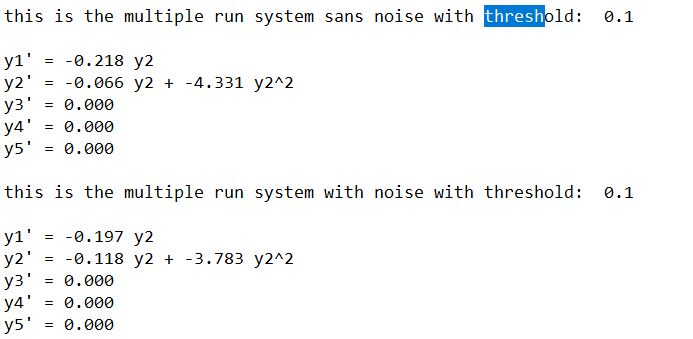 this is the multiple run system sans noise with threshold:  0.1
y1' = -0.218 y2
y2' = -0.066 y2 + -4.331 y2^2
y3' = 0.000
y4' = 0.000
y5' = 0.000
this is the multiple run system with noise with threshold:  0.1
y1' = -0.197 y2
y2' = -0.118 y2 + -3.783 y2^2
y3' = 0.000
y4' = 0.000
y5' = 0.000